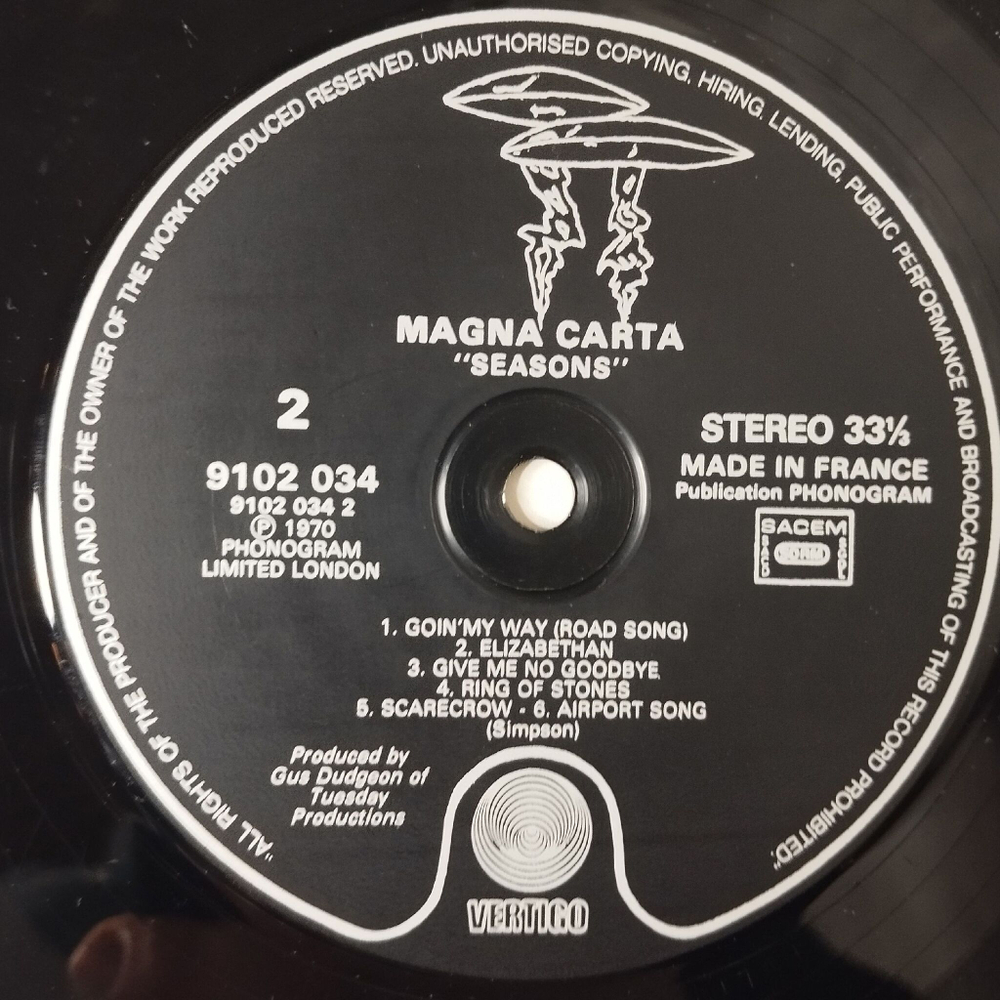 "ALL RIGHTS OF THE PRODUCER AND OF THE OWNER OF THE WORK REPRODUCED RESERVED. UNAUTHORISED COPYING, HIRING, LENDING, PUBLIC PERFORMANCE AND BROADCASTING OF THIS RECORD PROHIBITED."
MAGNA CARTA
"SEASONS"
2
9102 034
9102 034 2
Ⓟ 1970
PHONOGRAM
LIMITED LONDON
STEREO 33⅓
MADE IN FRANCE
Publication PHONOGRAM
SACEM
SACD
SDRM
SGDL
1. GOIN'MY WAY (ROAD SONG)
2. ELIZABETHAN
3. GIVE ME NO GOODBYE
4. RING OF STONES
5. SCARECROW - 6. AIRPORT SONG
(Simpson)
Produced by
Gus Dudgeon of
Tuesday
Productions
VERTIGO